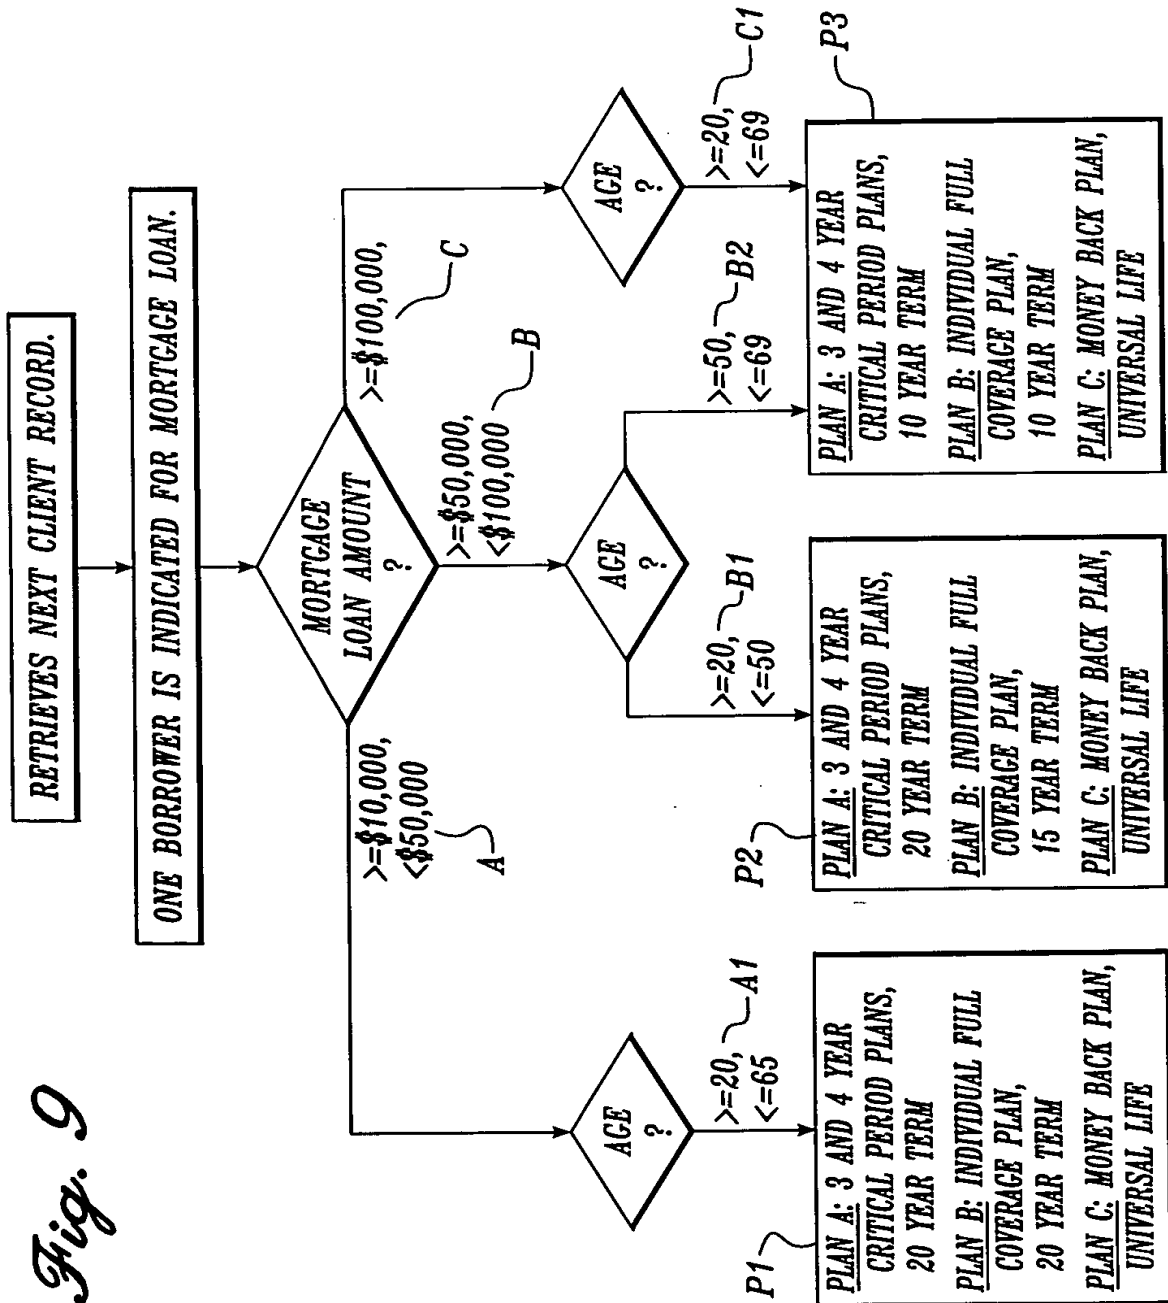 Fig. 9
RETRIEVES NEXT CLIENT RECORD.
ONE BORROWER IS INDICATED FOR MORTGAGE LOAN.
MORTGAGE
LOAN AMOUNT
?
>=$10,000,
<$50,000
A
>=$50,000,
<$100,000
B
>=$100,000,
C
AGE
?
AGE
?
AGE
?
>=20,
<=65
A1
>=20,
<=50
B1
>=50,
<=69
B2
>=20,
<=69
C1
P1
PLAN A: 3 AND 4 YEAR
CRITICAL PERIOD PLANS,
20 YEAR TERM
PLAN B: INDIVIDUAL FULL
COVERAGE PLAN,
20 YEAR TERM
PLAN C: MONEY BACK PLAN,
UNIVERSAL LIFE
P2
PLAN A: 3 AND 4 YEAR
CRITICAL PERIOD PLANS,
20 YEAR TERM
PLAN B: INDIVIDUAL FULL
COVERAGE PLAN,
15 YEAR TERM
PLAN C: MONEY BACK PLAN,
UNIVERSAL LIFE
P3
PLAN A: 3 AND 4 YEAR
CRITICAL PERIOD PLANS,
10 YEAR TERM
PLAN B: INDIVIDUAL FULL
COVERAGE PLAN,
10 YEAR TERM
PLAN C: MONEY BACK PLAN,
UNIVERSAL LIFE